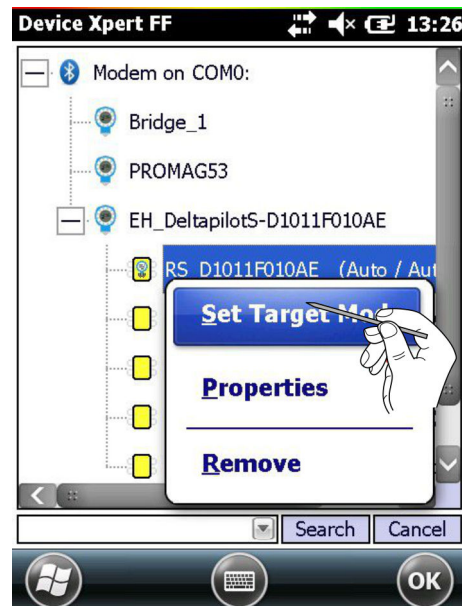 Device Xpert FF 13:26
Modem on COM0:
Bridge_1
PROMAG53
EH_DeltapilotS-D1011F010AE
RS_D1011F010AE (Auto /
Set Target
Properties
Remove
Search Cancel
OK